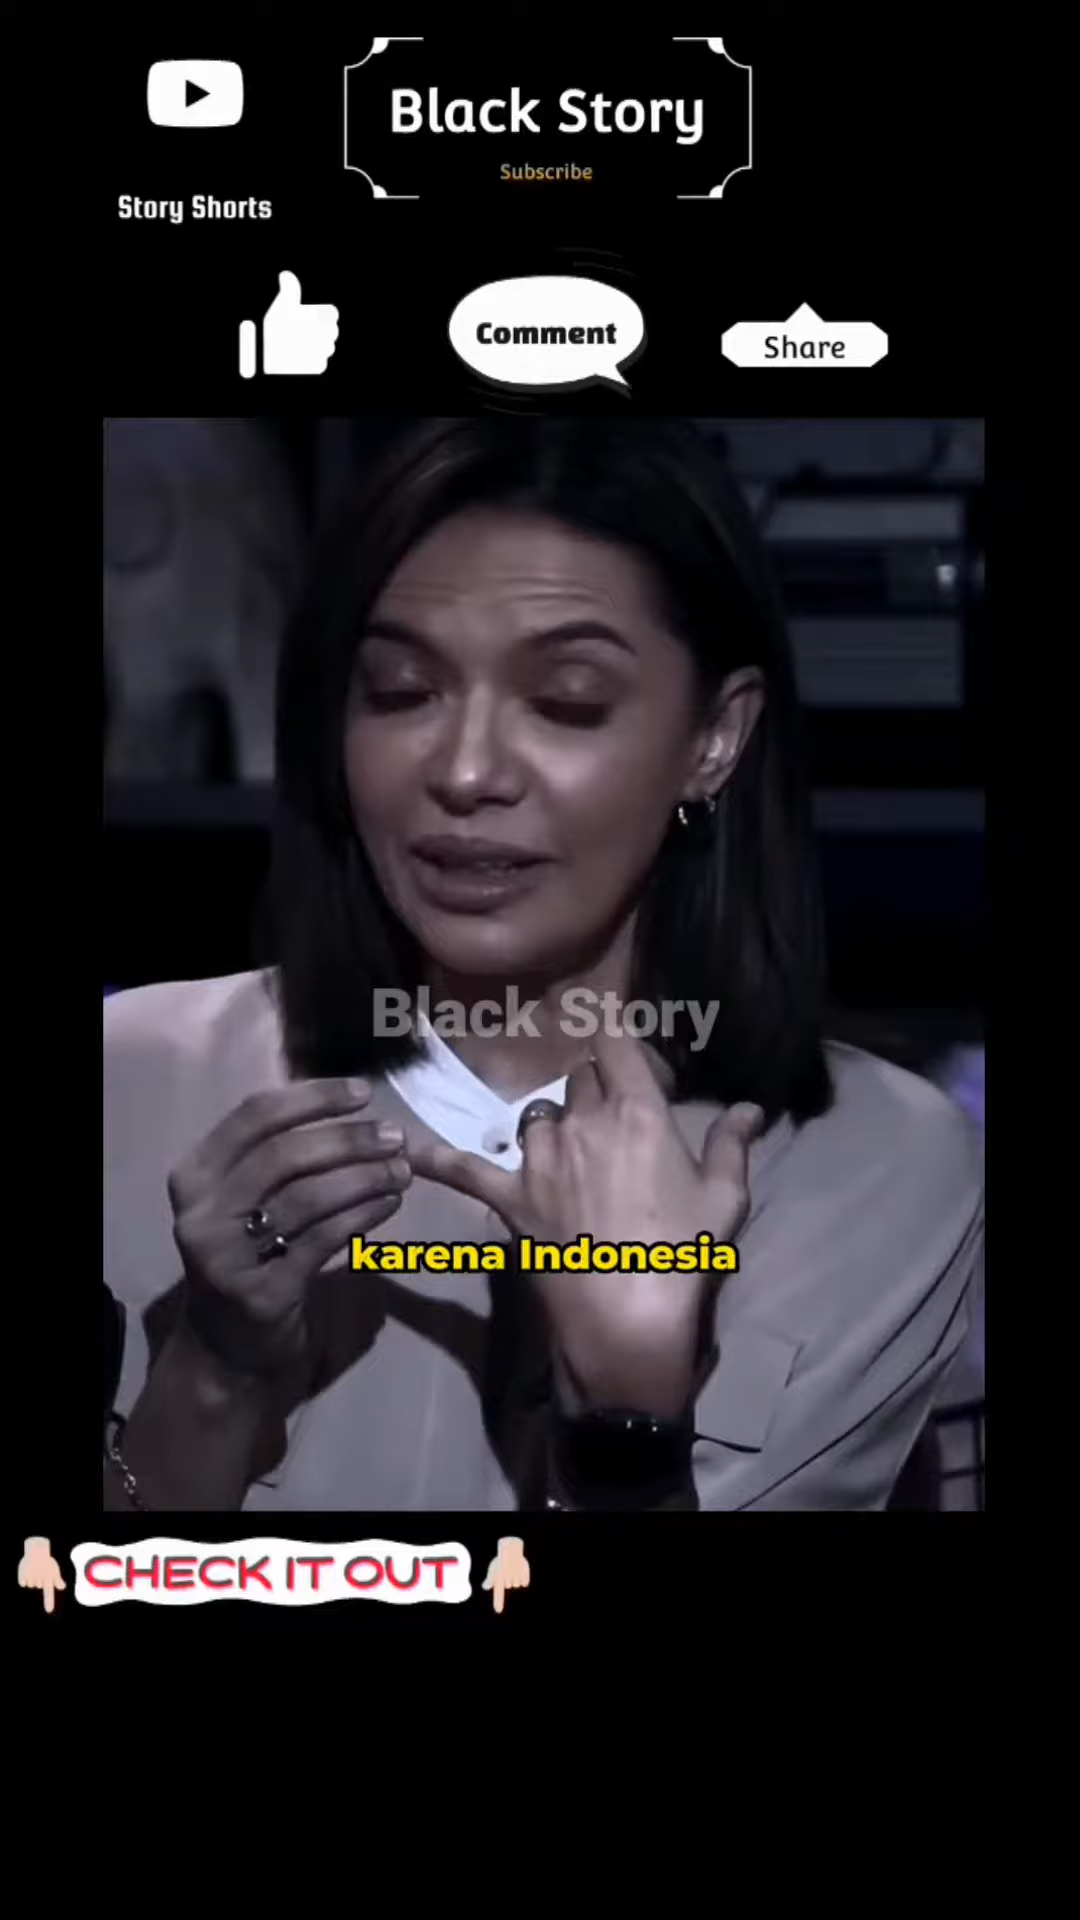 Black Story
Subscribe
Story Shorts
Comment
Share
Black Story
karena Indonesia
CHECK IT OUT